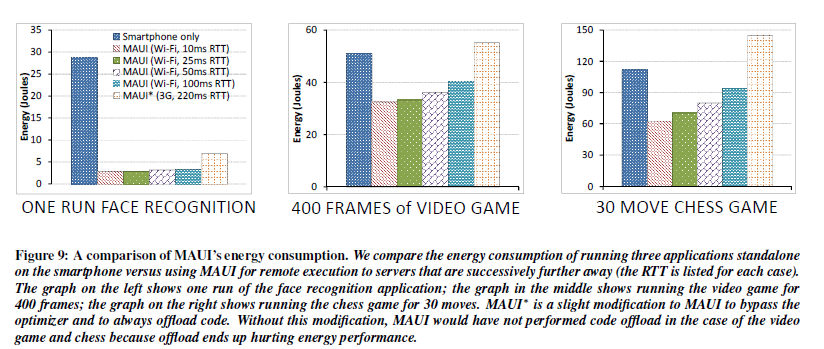 35
30
25
20
15
10
5
0
Energy (Joules)
Smartphone only
MAUI (Wi-Fi, 10ms RTT)
MAUI (Wi-Fi, 25ms RTT)
MAUI (Wi-Fi, 50ms RTT)
MAUI (Wi-Fi, 100ms RTT)
MAUI* (3G, 220ms RTT)
ONE RUN FACE RECOGNITION
60
40
20
0
Energy (Joules)
400 FRAMES of VIDEO GAME
150
120
90
60
30
0
Energy (Joules)
30 MOVE CHESS GAME
Figure 9: A comparison of MAUI's energy consumption. We compare the energy consumption of running three applications standalone
on the smartphone versus using MAUI for remote execution to servers that are successively further away (the RTT is listed for each case).
The graph on the left shows one run of the face recognition application; the graph in the middle shows running the video game for
400 frames; the graph on the right shows running the chess game for 30 moves. MAUI* is a slight modification to MAUI to bypass the
optimizer and to always offload code. Without this modification, MAUI would have not performed code offload in the case of the video
game and chess because offload ends up hurting energy performance.